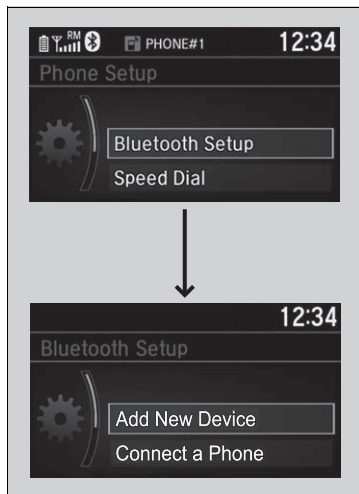 RM PHONE#1 12:34
Phone Setup
Bluetooth Setup
Speed Dial
12:34
Bluetooth Setup
Add New Device
Connect a Phone